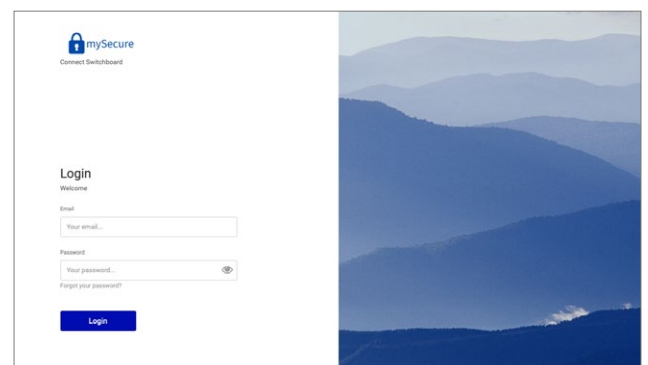 mySecure
Connect Switchboard
Login
Welcome
Email
Your email...
Password
Your password...
Forgot your password?
Login